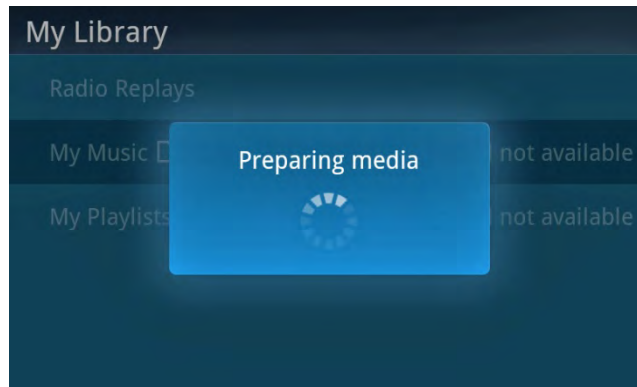 My Library
Radio Replays
My Music not available
Preparing media
My Playlists not available